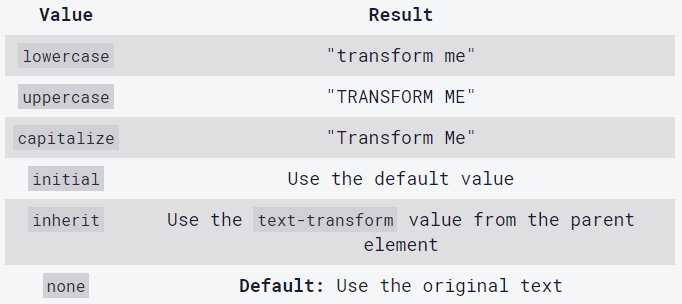 Value Result
lowercase "transform me"
uppercase "TRANSFORM ME"
capitalize "Transform Me"
initial Use the default value
inherit Use the text-transform value from the parent
element
none Default: Use the original text